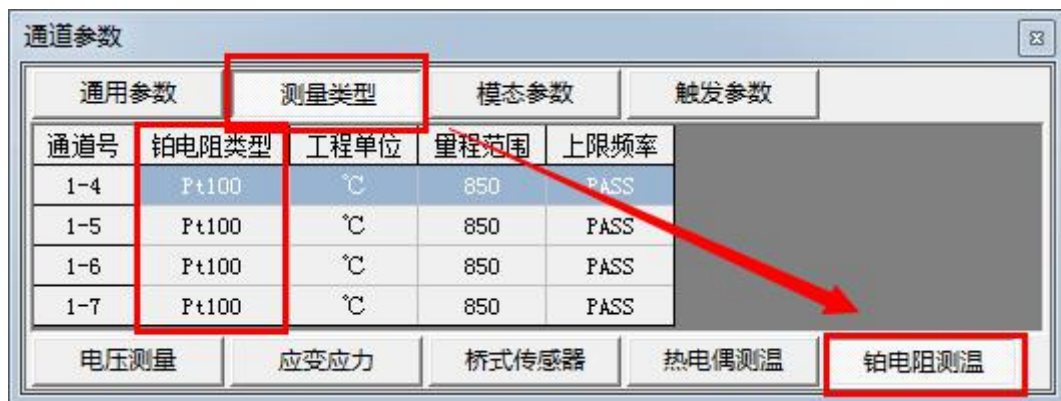 通道参数
通用参数 测量类型 模态参数 触发参数
通道号 铂电阻类型 工程单位 量程范围 上限频率
1-4 Pt100 ℃ 850 PASS
1-5 Pt100 ℃ 850 PASS
1-6 Pt100 ℃ 850 PASS
1-7 Pt100 ℃ 850 PASS
电压测量 应变应力 桥式传感器 热电偶测温 铂电阻测温